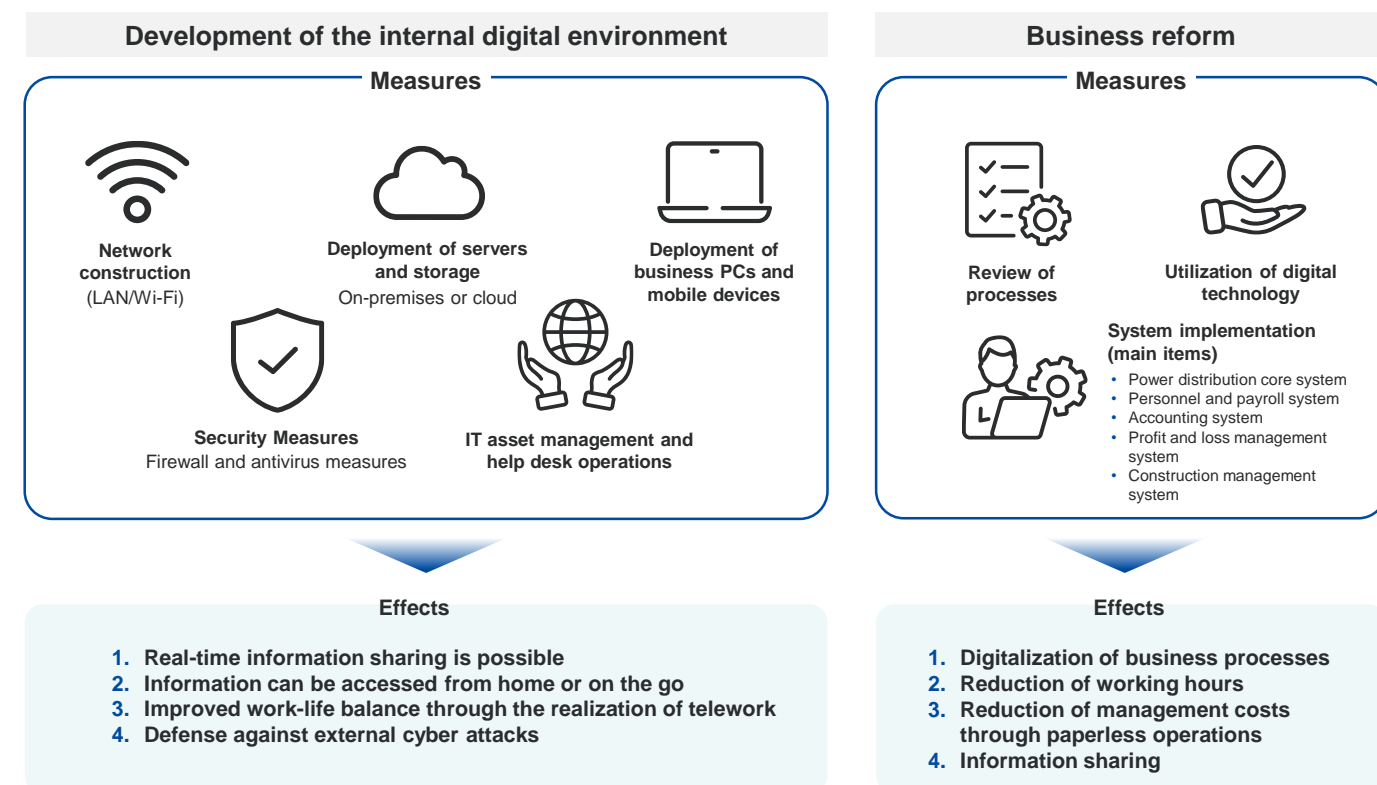 Development of the internal digital environment
Measures
Network
construction
(LAN/Wi-Fi)
Deployment of servers
and storage
On-premises or cloud
Deployment of
business PCs and
mobile devices
Security Measures
Firewall and antivirus measures
IT asset management and
help desk operations
Effects
1. Real-time information sharing is possible
2. Information can be accessed from home or on the go
3. Improved work-life balance through the realization of telework
4. Defense against external cyber attacks
Business reform
Measures
Review of
processes
Utilization of digital
technology
System implementation
(main items)
• Power distribution core system
• Personnel and payroll system
• Accounting system
• Profit and loss management
system
• Construction management
system
Effects
1. Digitalization of business processes
2. Reduction of working hours
3. Reduction of management costs
through paperless operations
4. Information sharing